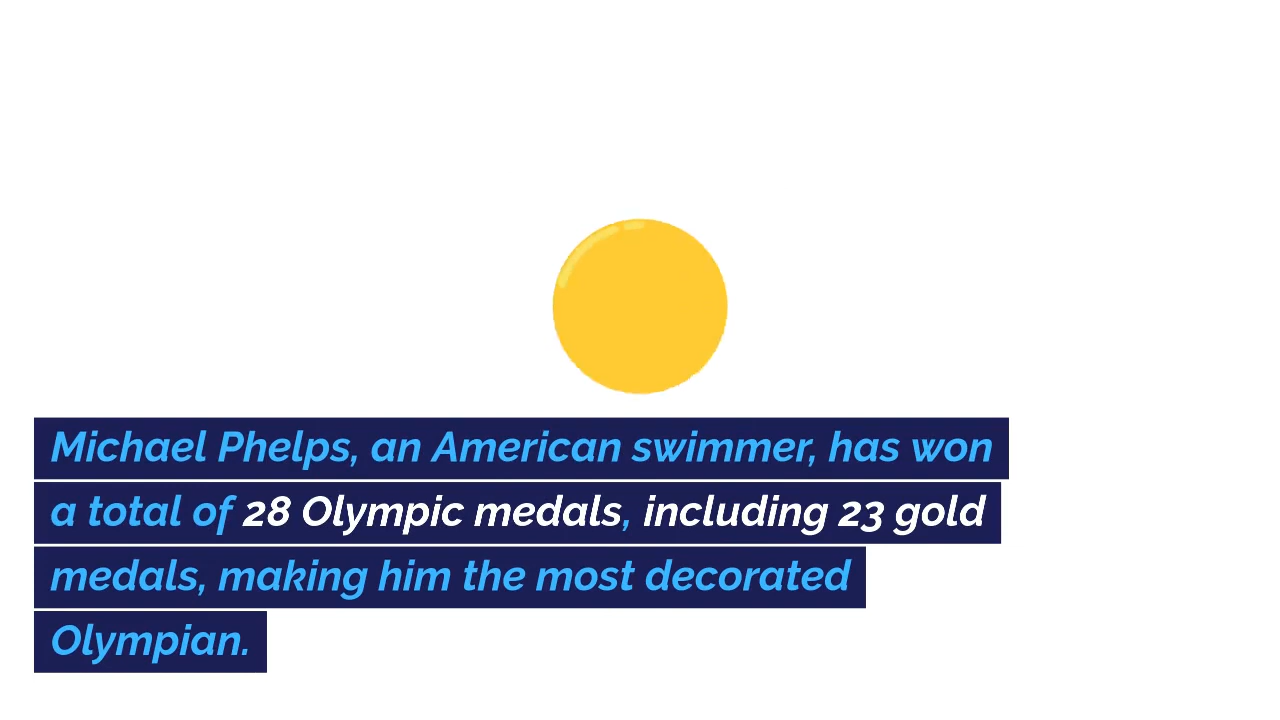 Michael Phelps, an American swimmer, has won
a total of 28 Olympic medals, including 23 gold
medals, making him the most decorated
Olympian.